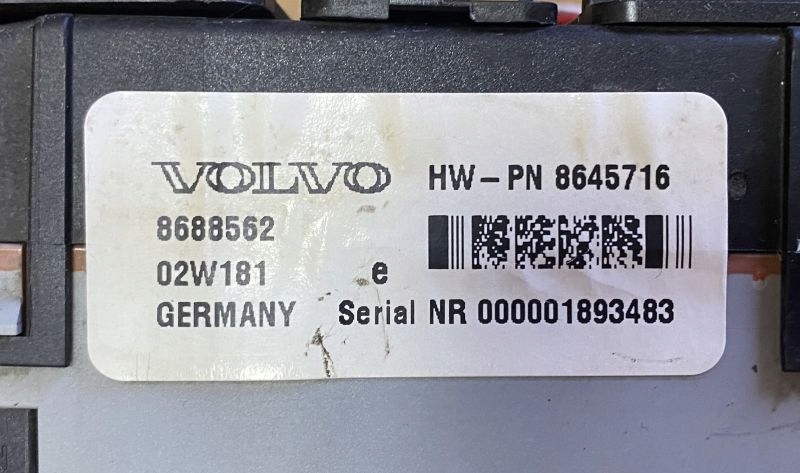 VOLVO HW-PN 8645716
8688562
02W181 e
GERMANY Serial NR 000001893483